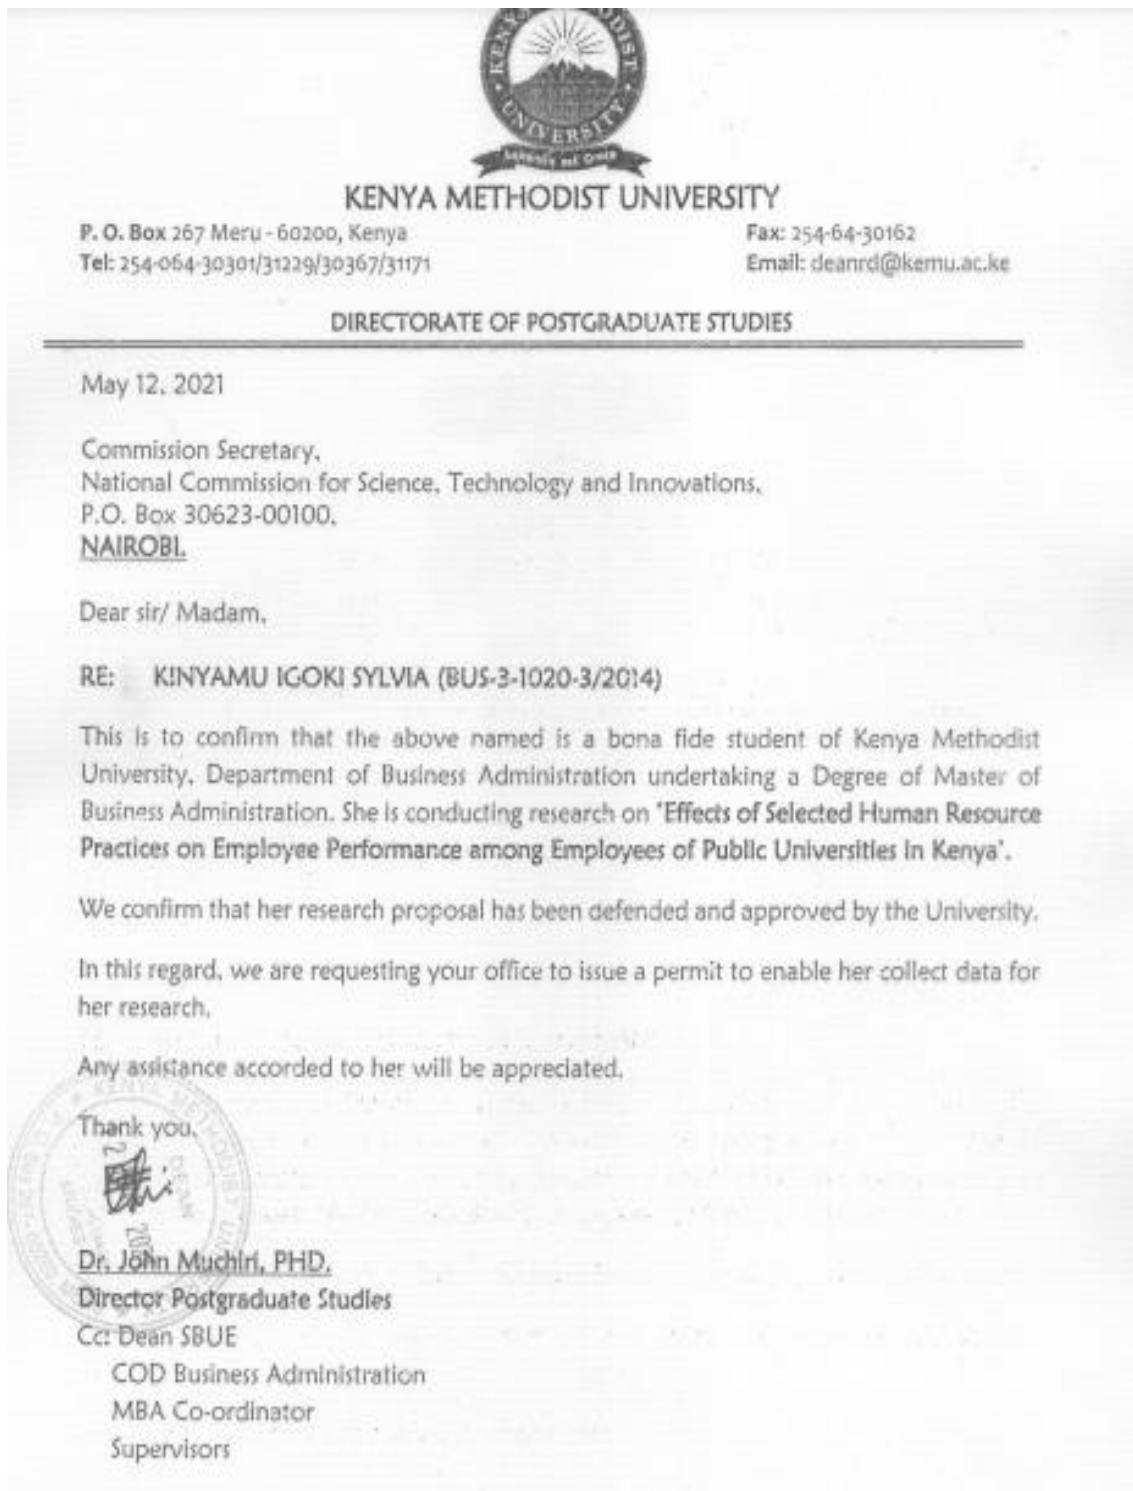 KENYA METHODIST
UNIVERSITY
KENYA METHODIST UNIVERSITY
P. O. Box 267 Meru - 60200, Kenya
Fax: 254-64-30162
Tel: 254-064-30301/31229/30367/31171
Email: deanrd@kemu.ac.ke
DIRECTORATE OF POSTGRADUATE STUDIES
May 12, 2021
Commission Secretary,
National Commission for Science, Technology and Innovations,
P.O. Box 30623-00100,
NAIROBI.
Dear sir/ Madam,
RE: KINYAMU IGOKI SYLVIA (BUS-3-1020-3/2014)
This is to confirm that the above named is a bona fide student of Kenya Methodist
University, Department of Business Administration undertaking a Degree of Master of
Business Administration. She is conducting research on 'Effects of Selected Human Resource
Practices on Employee Performance among Employees of Public Universities in Kenya'.
We confirm that her research proposal has been defended and approved by the University.
In this regard, we are requesting your office to issue a permit to enable her collect data for
her research.
Any assistance accorded to her will be appreciated.
Thank you.
KENYA METHODIST
DEAN
Dr. John Muchiri, PHD.
Director Postgraduate Studies
Cc: Dean SBUE
COD Business Administration
MBA Co-ordinator
Supervisors